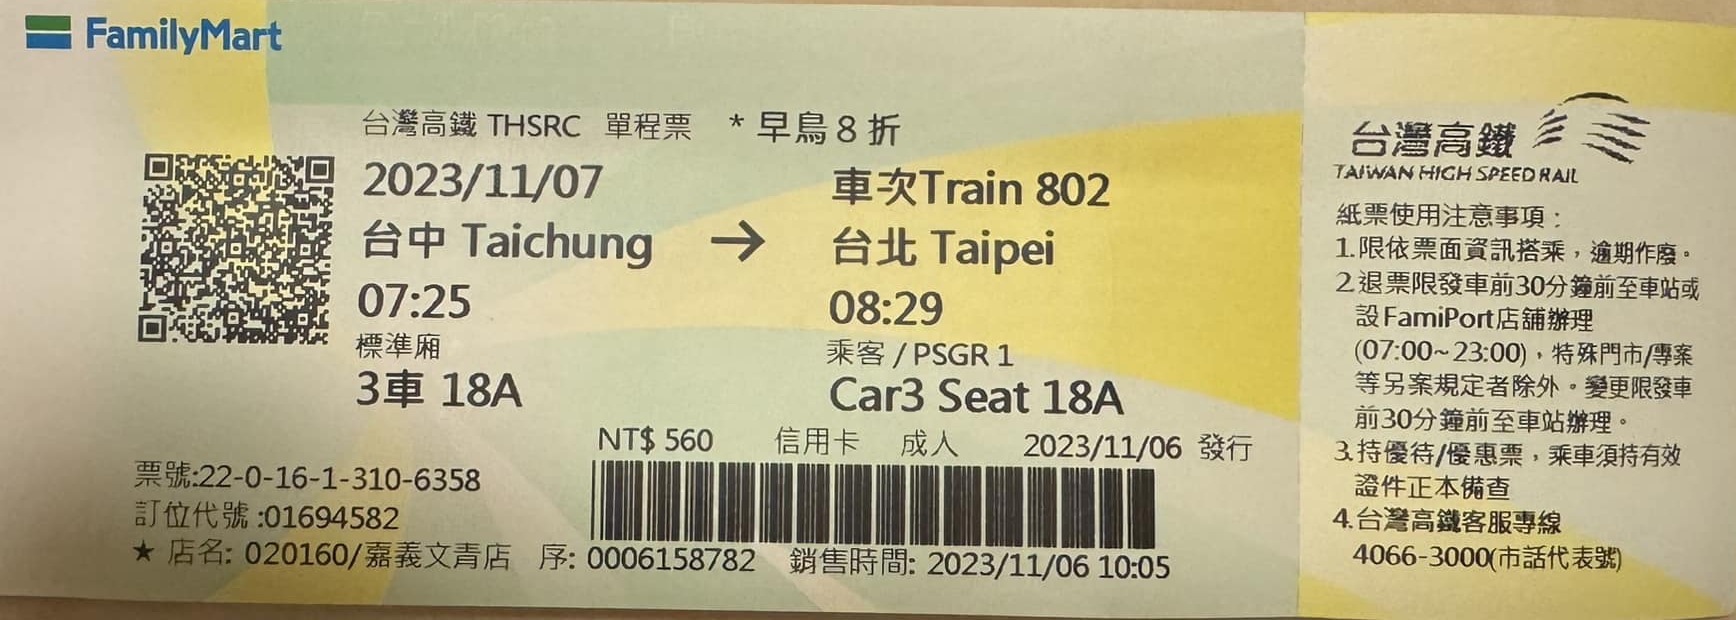 FamilyMart
台灣高鐵 THSRC 單程票 * 早鳥 8 折
2023/11/07 車次Train 802
台中 Taichung → 台北 Taipei
07:25 08:29
標準廂 乘客 / PSGR 1
3車 18A Car3 Seat 18A
NT$ 560 信用卡 成人 2023/11/06 發行
票號:22-0-16-1-310-6358
訂位代號 :01694582
★ 店名: 020160/嘉義文青店 序: 0006158782 銷售時間: 2023/11/06 10:05
台灣高鐵
TAIWAN HIGH SPEED RAIL
紙票使用注意事項：
1.限依票面資訊搭乘，逾期作廢。
2.退票限發車前30分鐘前至車站或
設FamiPort店舖辦理
(07:00~23:00)，特殊門市/專案
等另案規定者除外。變更限發車
前30分鐘前至車站辦理。
3.持優待/優惠票，乘車須持有效
證件正本備查
4.台灣高鐵客服專線
4066-3000(市話代表號)